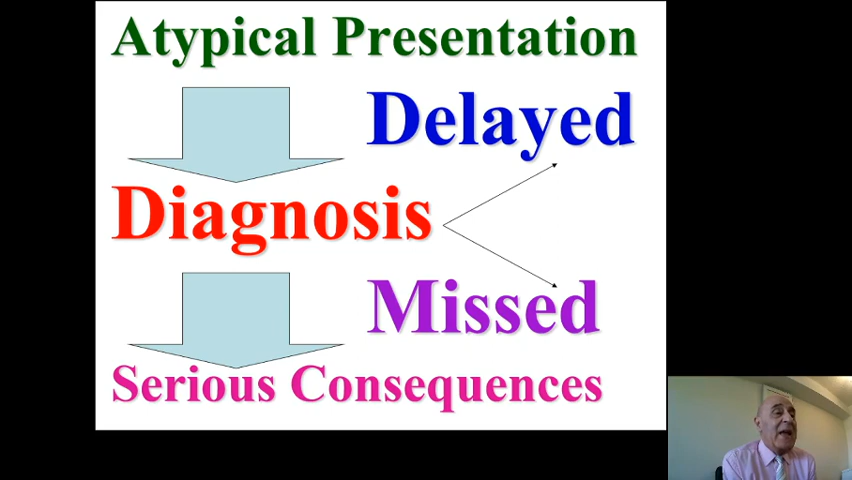 Atypical Presentation
Delayed
Diagnosis
Missed
Serious Consequences